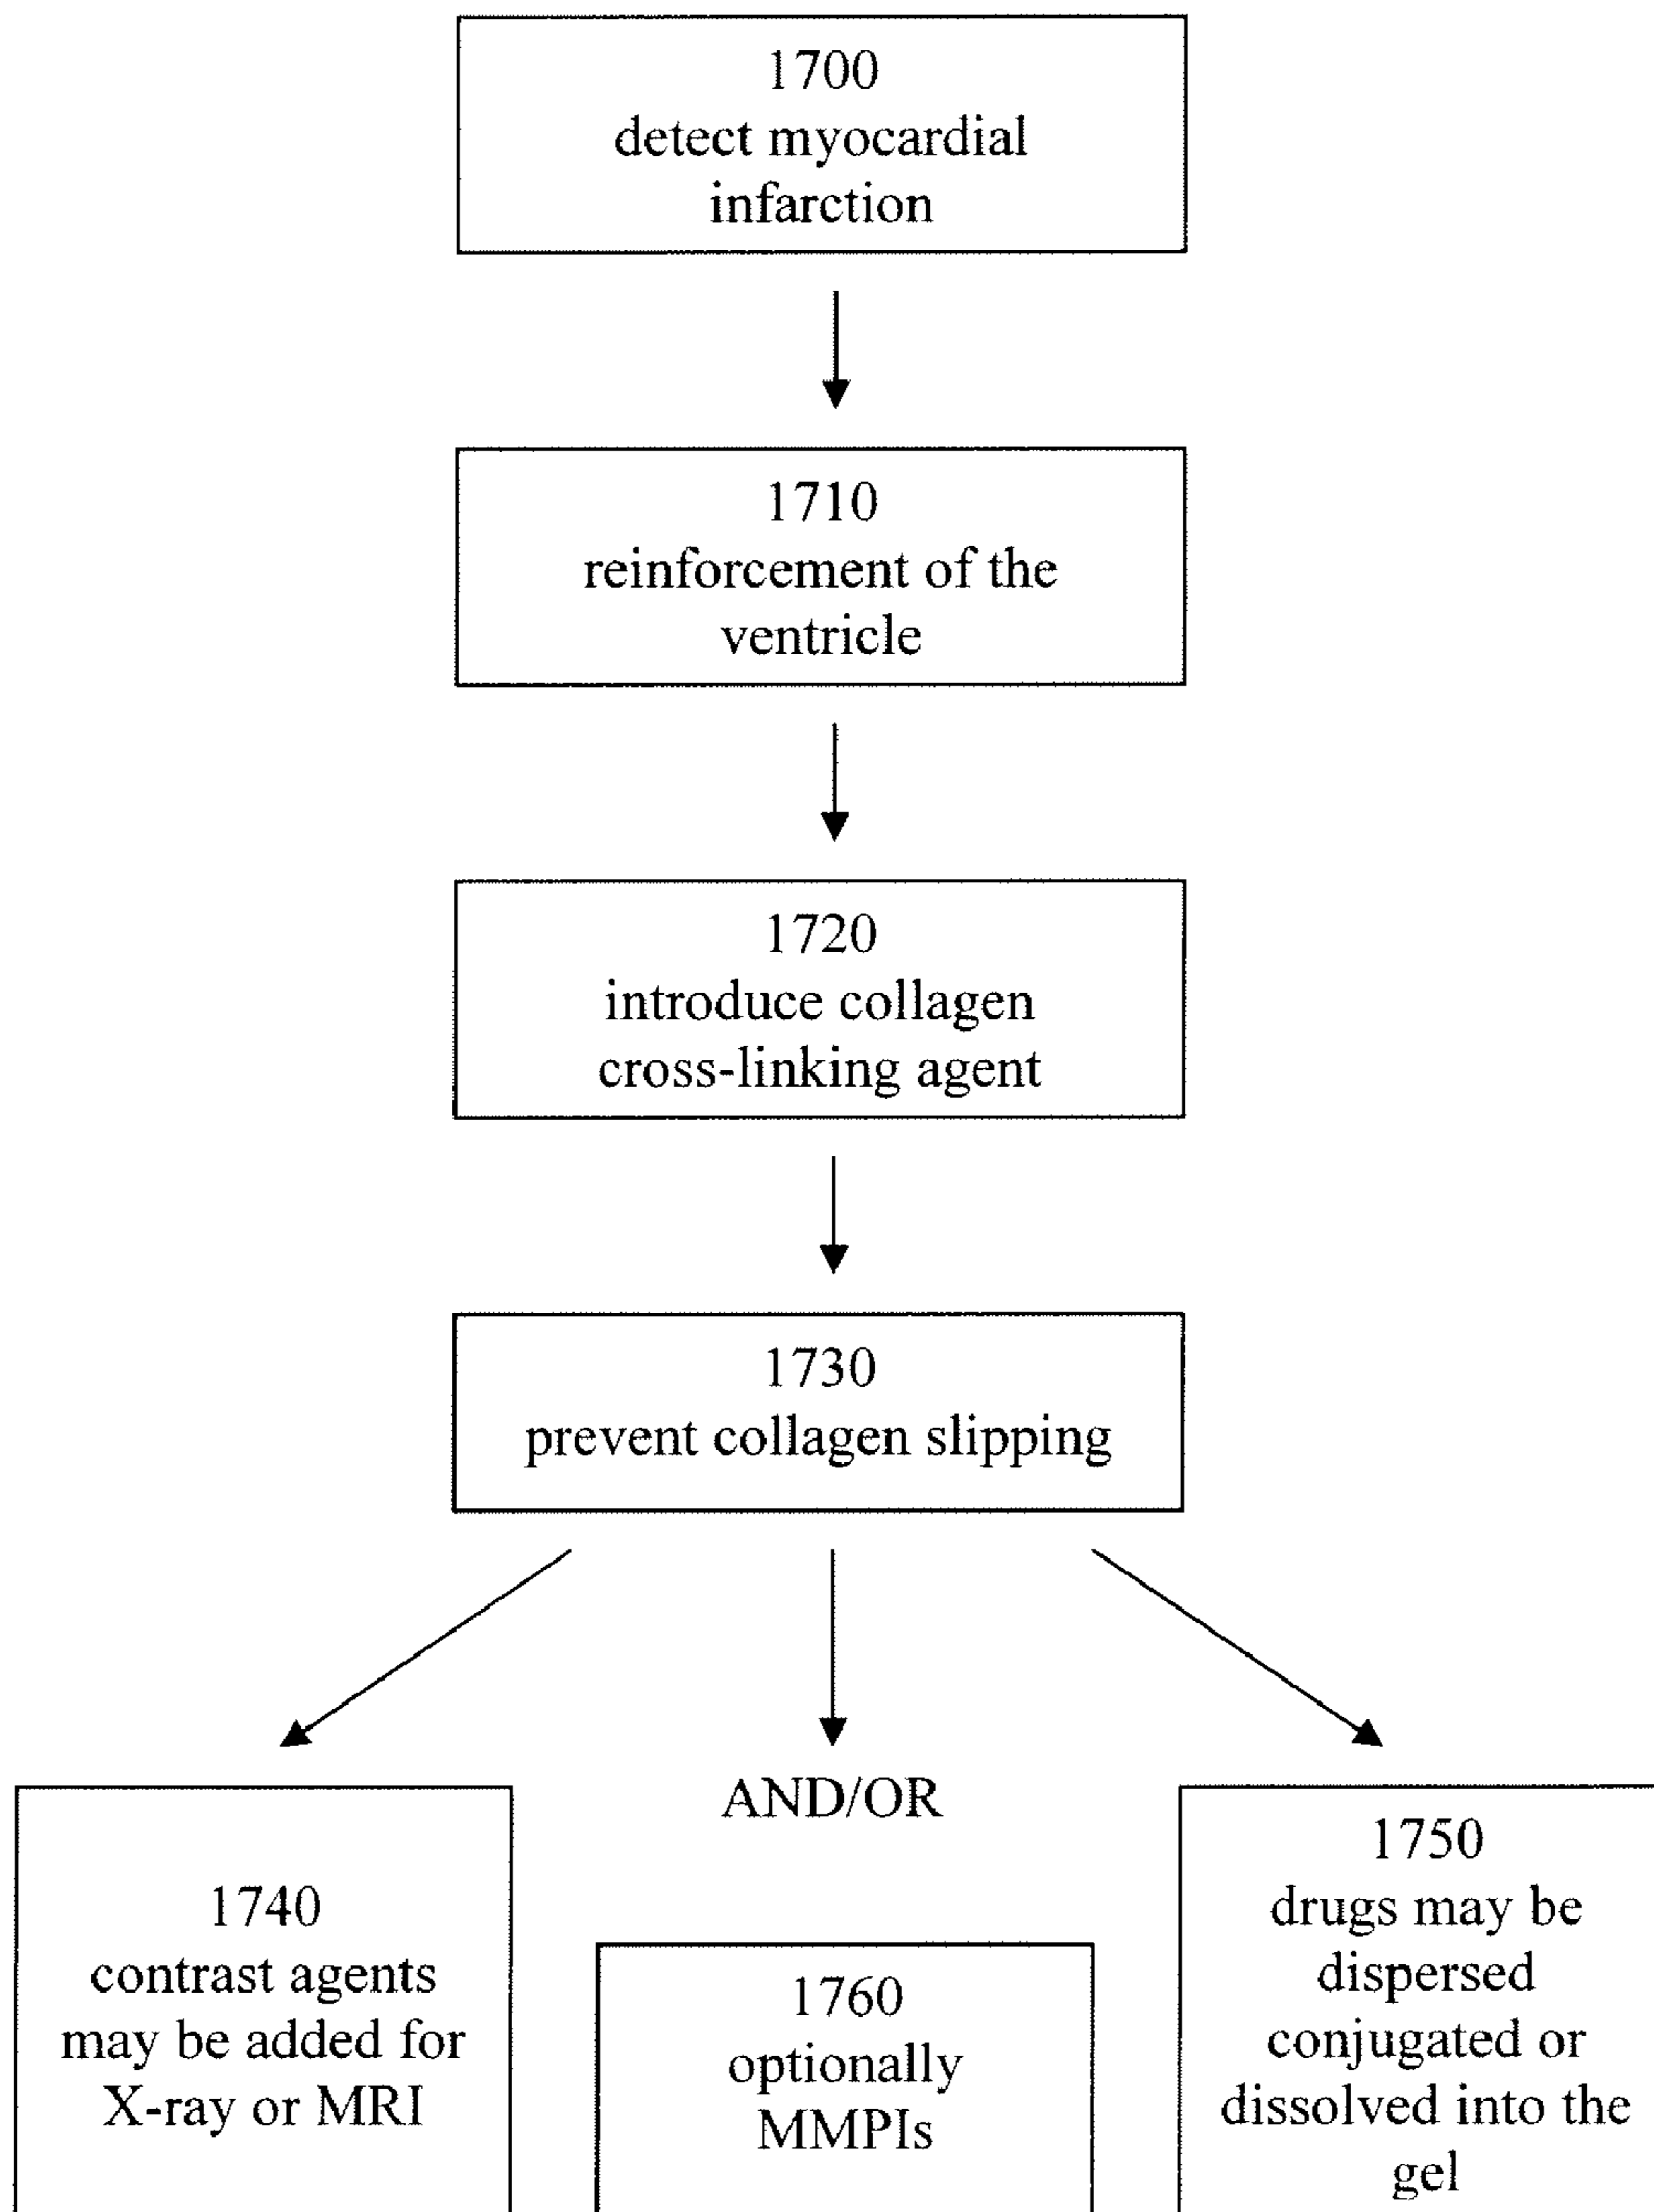 1700
detect myocardial
infarction
1710
reinforcement of the
ventricle
1720
introduce collagen
cross-linking agent
1730
prevent collagen slipping
AND/OR
1740
contrast agents
may be added for
X-ray or MRI
1760
optionally
MMPIs
1750
drugs may be
dispersed
conjugated or
dissolved into the
gel